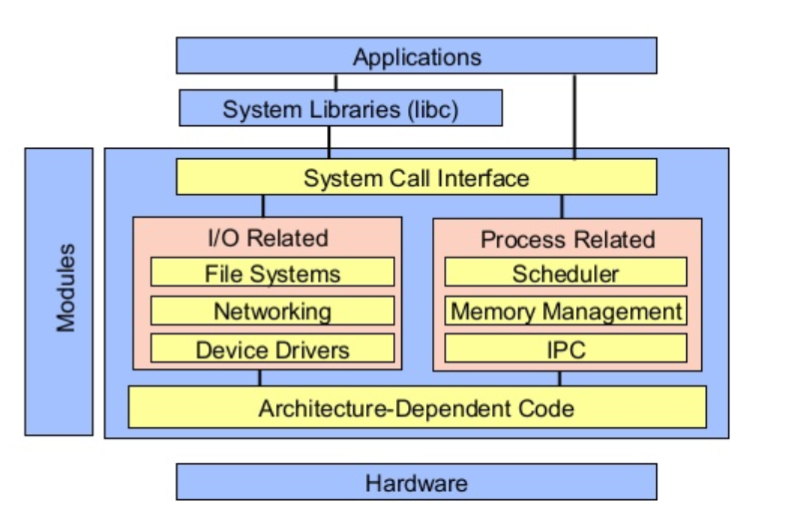 Applications
System Libraries (libc)
System Call Interface
Modules
I/O Related
File Systems
Networking
Device Drivers
Process Related
Scheduler
Memory Management
IPC
Architecture-Dependent Code
Hardware